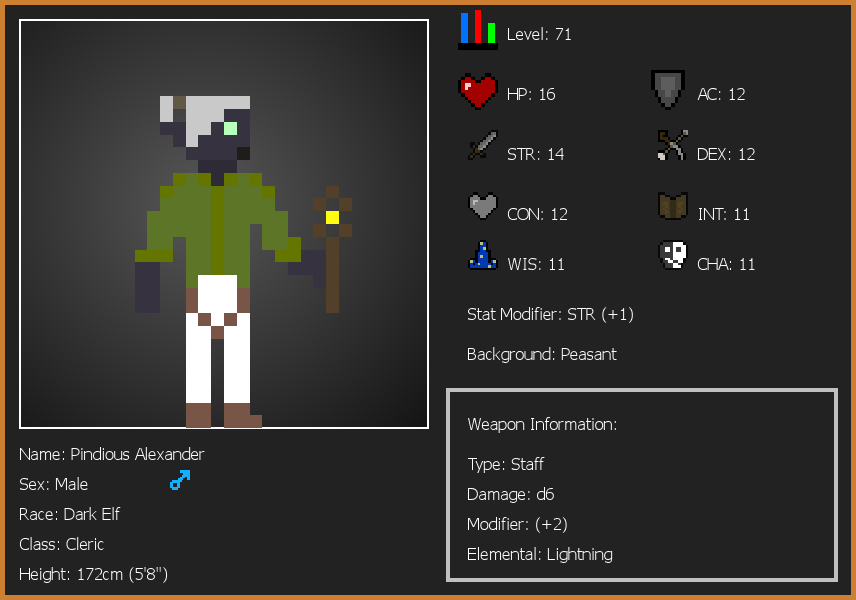 Level: 71
HP: 16
AC: 12
STR: 14
DEX: 12
CON: 12
INT: 11
WIS: 11
CHA: 11
Stat Modifier: STR (+1)
Background: Peasant
Weapon Information:
Type: Staff
Damage: d6
Modifier: (+2)
Elemental: Lightning
Name: Pindious Alexander
Sex: Male
Race: Dark Elf
Class: Cleric
Height: 172cm (5'8")